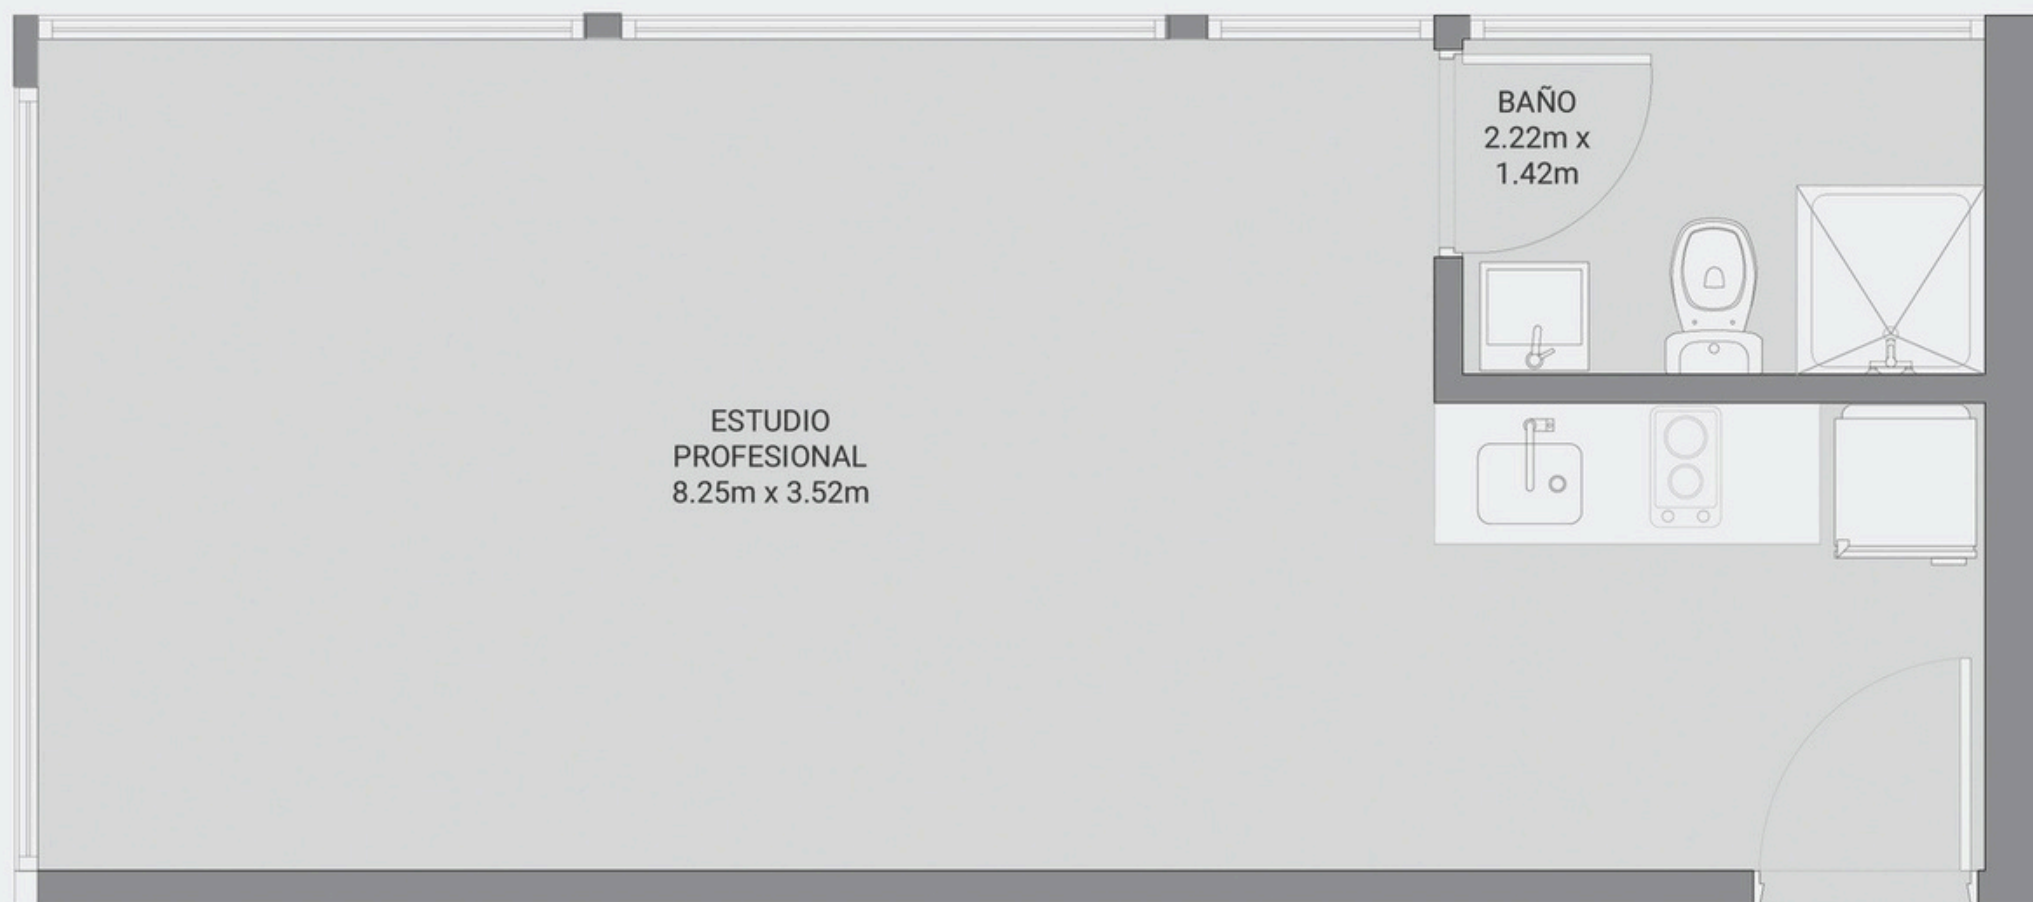 BAÑO
2.22m x
1.42m
ESTUDIO
PROFESIONAL
8.25m x 3.52m